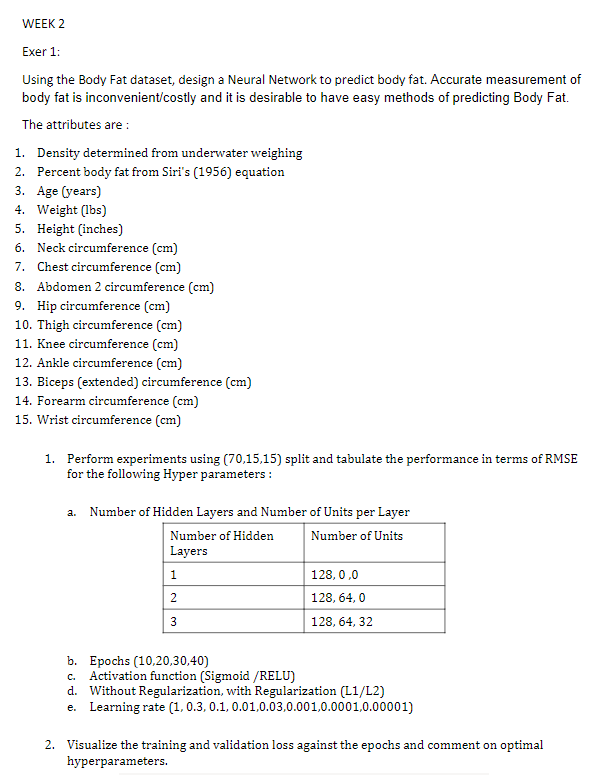 WEEK 2
Exer 1:
Using the Body Fat dataset, design a Neural Network to predict body fat. Accurate measurement of
body fat is inconvenient/costly and it is desirable to have easy methods of predicting Body Fat.
The attributes are :
1. Density determined from underwater weighing
2. Percent body fat from Siri's (1956) equation
3. Age (years)
4. Weight (lbs)
5. Height (inches)
6. Neck circumference (cm)
7. Chest circumference (cm)
8. Abdomen 2 circumference (cm)
9. Hip circumference (cm)
10. Thigh circumference (cm)
11. Knee circumference (cm)
12. Ankle circumference (cm)
13. Biceps (extended) circumference (cm)
14. Forearm circumference (cm)
15. Wrist circumference (cm)
1. Perform experiments using (70,15,15) split and tabulate the performance in terms of RMSE
for the following Hyper parameters :
a. Number of Hidden Layers and Number of Units per Layer
Number of Hidden Number of Units
Layers
1 128, 0 ,0
2 128, 64, 0
3 128, 64, 32
b. Epochs (10,20,30,40)
c. Activation function (Sigmoid /RELU)
d. Without Regularization, with Regularization (L1/L2)
e. Learning rate (1, 0.3, 0.1, 0.01,0.03,0.001,0.0001,0.00001)
2. Visualize the training and validation loss against the epochs and comment on optimal
hyperparameters.